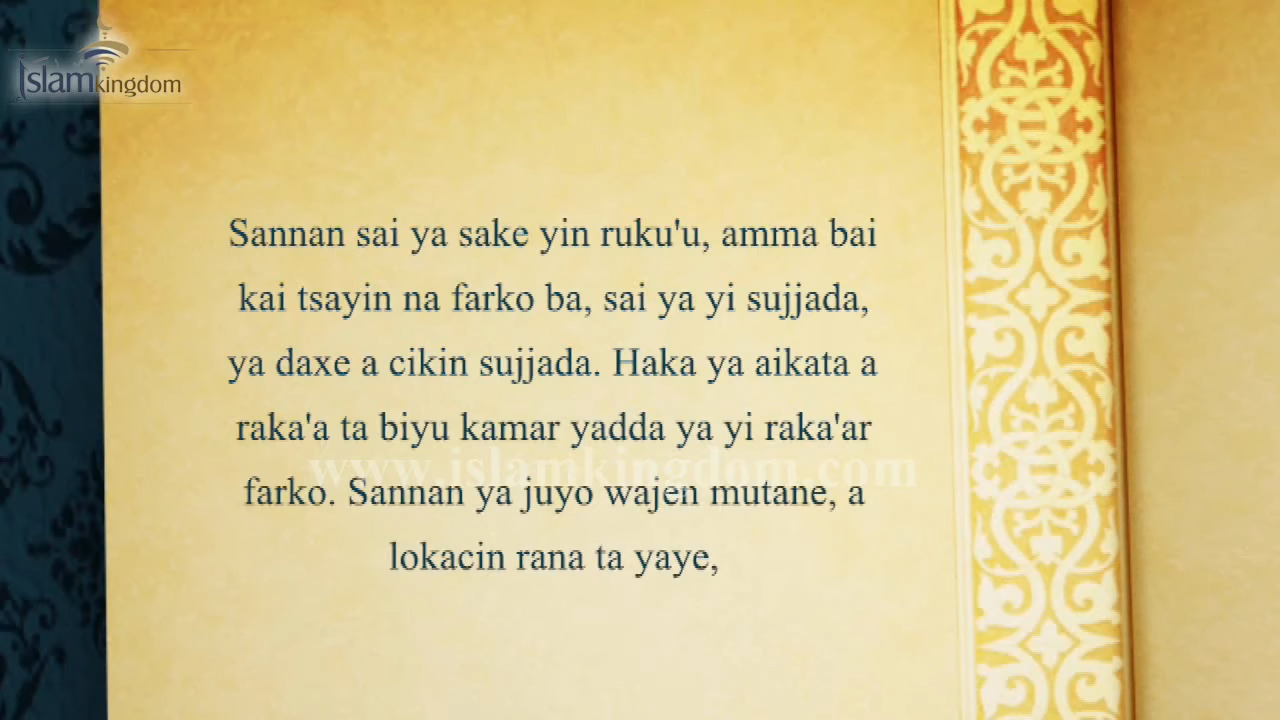 Islamkingdom
Sannan sai ya sake yin ruku'u, amma bai
kai tsayin na farko ba, sai ya yi sujjada,
ya daxe a cikin sujjada. Haka ya aikata a
raka'a ta biyu kamar yadda ya yi raka'ar
www.islamkingdom.com
farko. Sannan ya juyo wajen mutane, a
lokacin rana ta yaye,